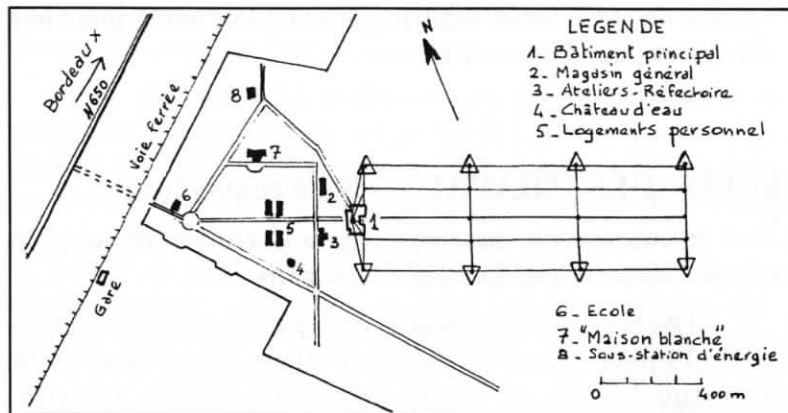 Bordeaux
N650
Voie ferrée
Gare
N
LEGENDE
1_ Bâtiment principal
2_ Magasin général
3_ Ateliers-Réfectoire
4_ Château d'eau
5_ Logements personnel
6_ Ecole
7_ "Maison blanche"
8_ Sous-station d'énergie
0 400m
8
7
6
2
1
5
3
4